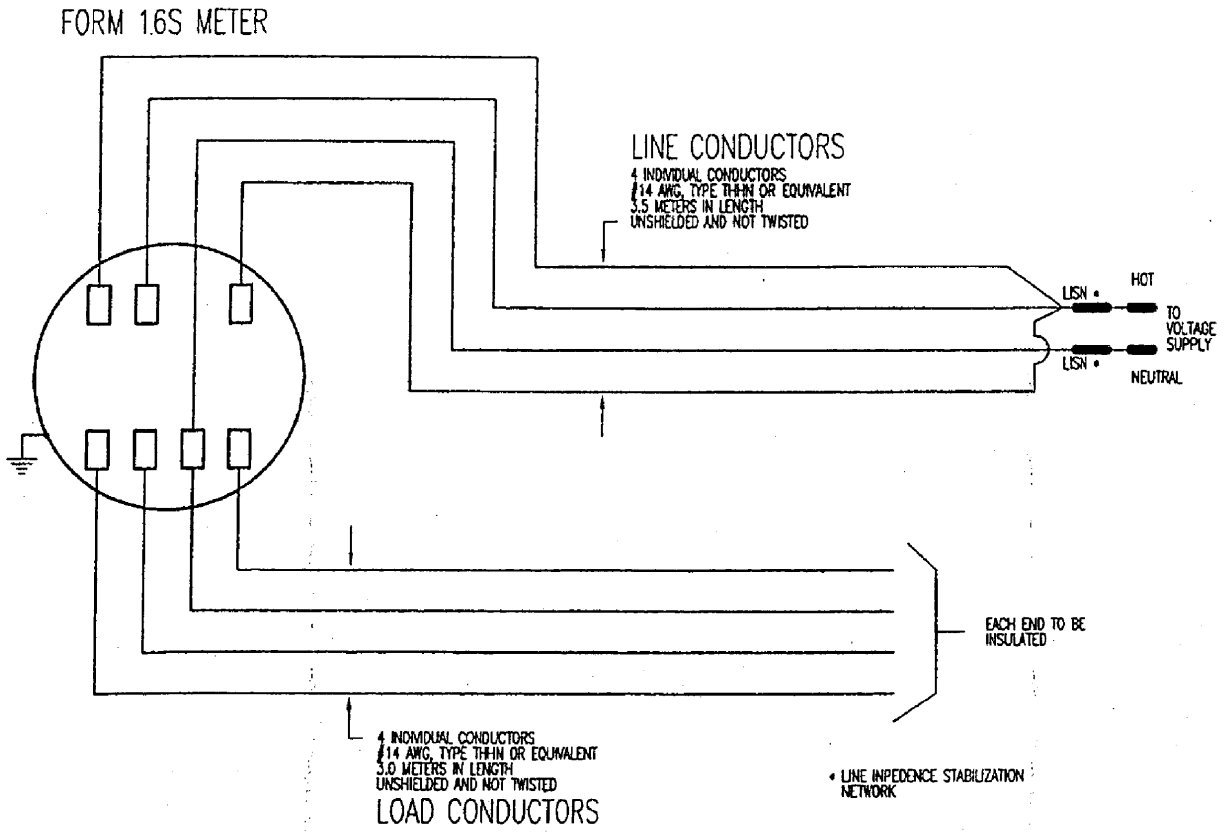 FORM 16S METER
LINE CONDUCTORS
4 INDIVIDUAL CONDUCTORS
#14 AWG, TYPE THHN OR EQUIVALENT
3.5 METERS IN LENGTH
UNSHIELDED AND NOT TWISTED
LISN *
HOT
TO
VOLTAGE
SUPPLY
LISN *
NEUTRAL
EACH END TO BE
INSULATED
4 INDIVIDUAL CONDUCTORS
#14 AWG, TYPE THHN OR EQUIVALENT
3.0 METERS IN LENGTH
UNSHIELDED AND NOT TWISTED
LOAD CONDUCTORS
* LINE INPEDENCE STABILIZATION
NETWORK